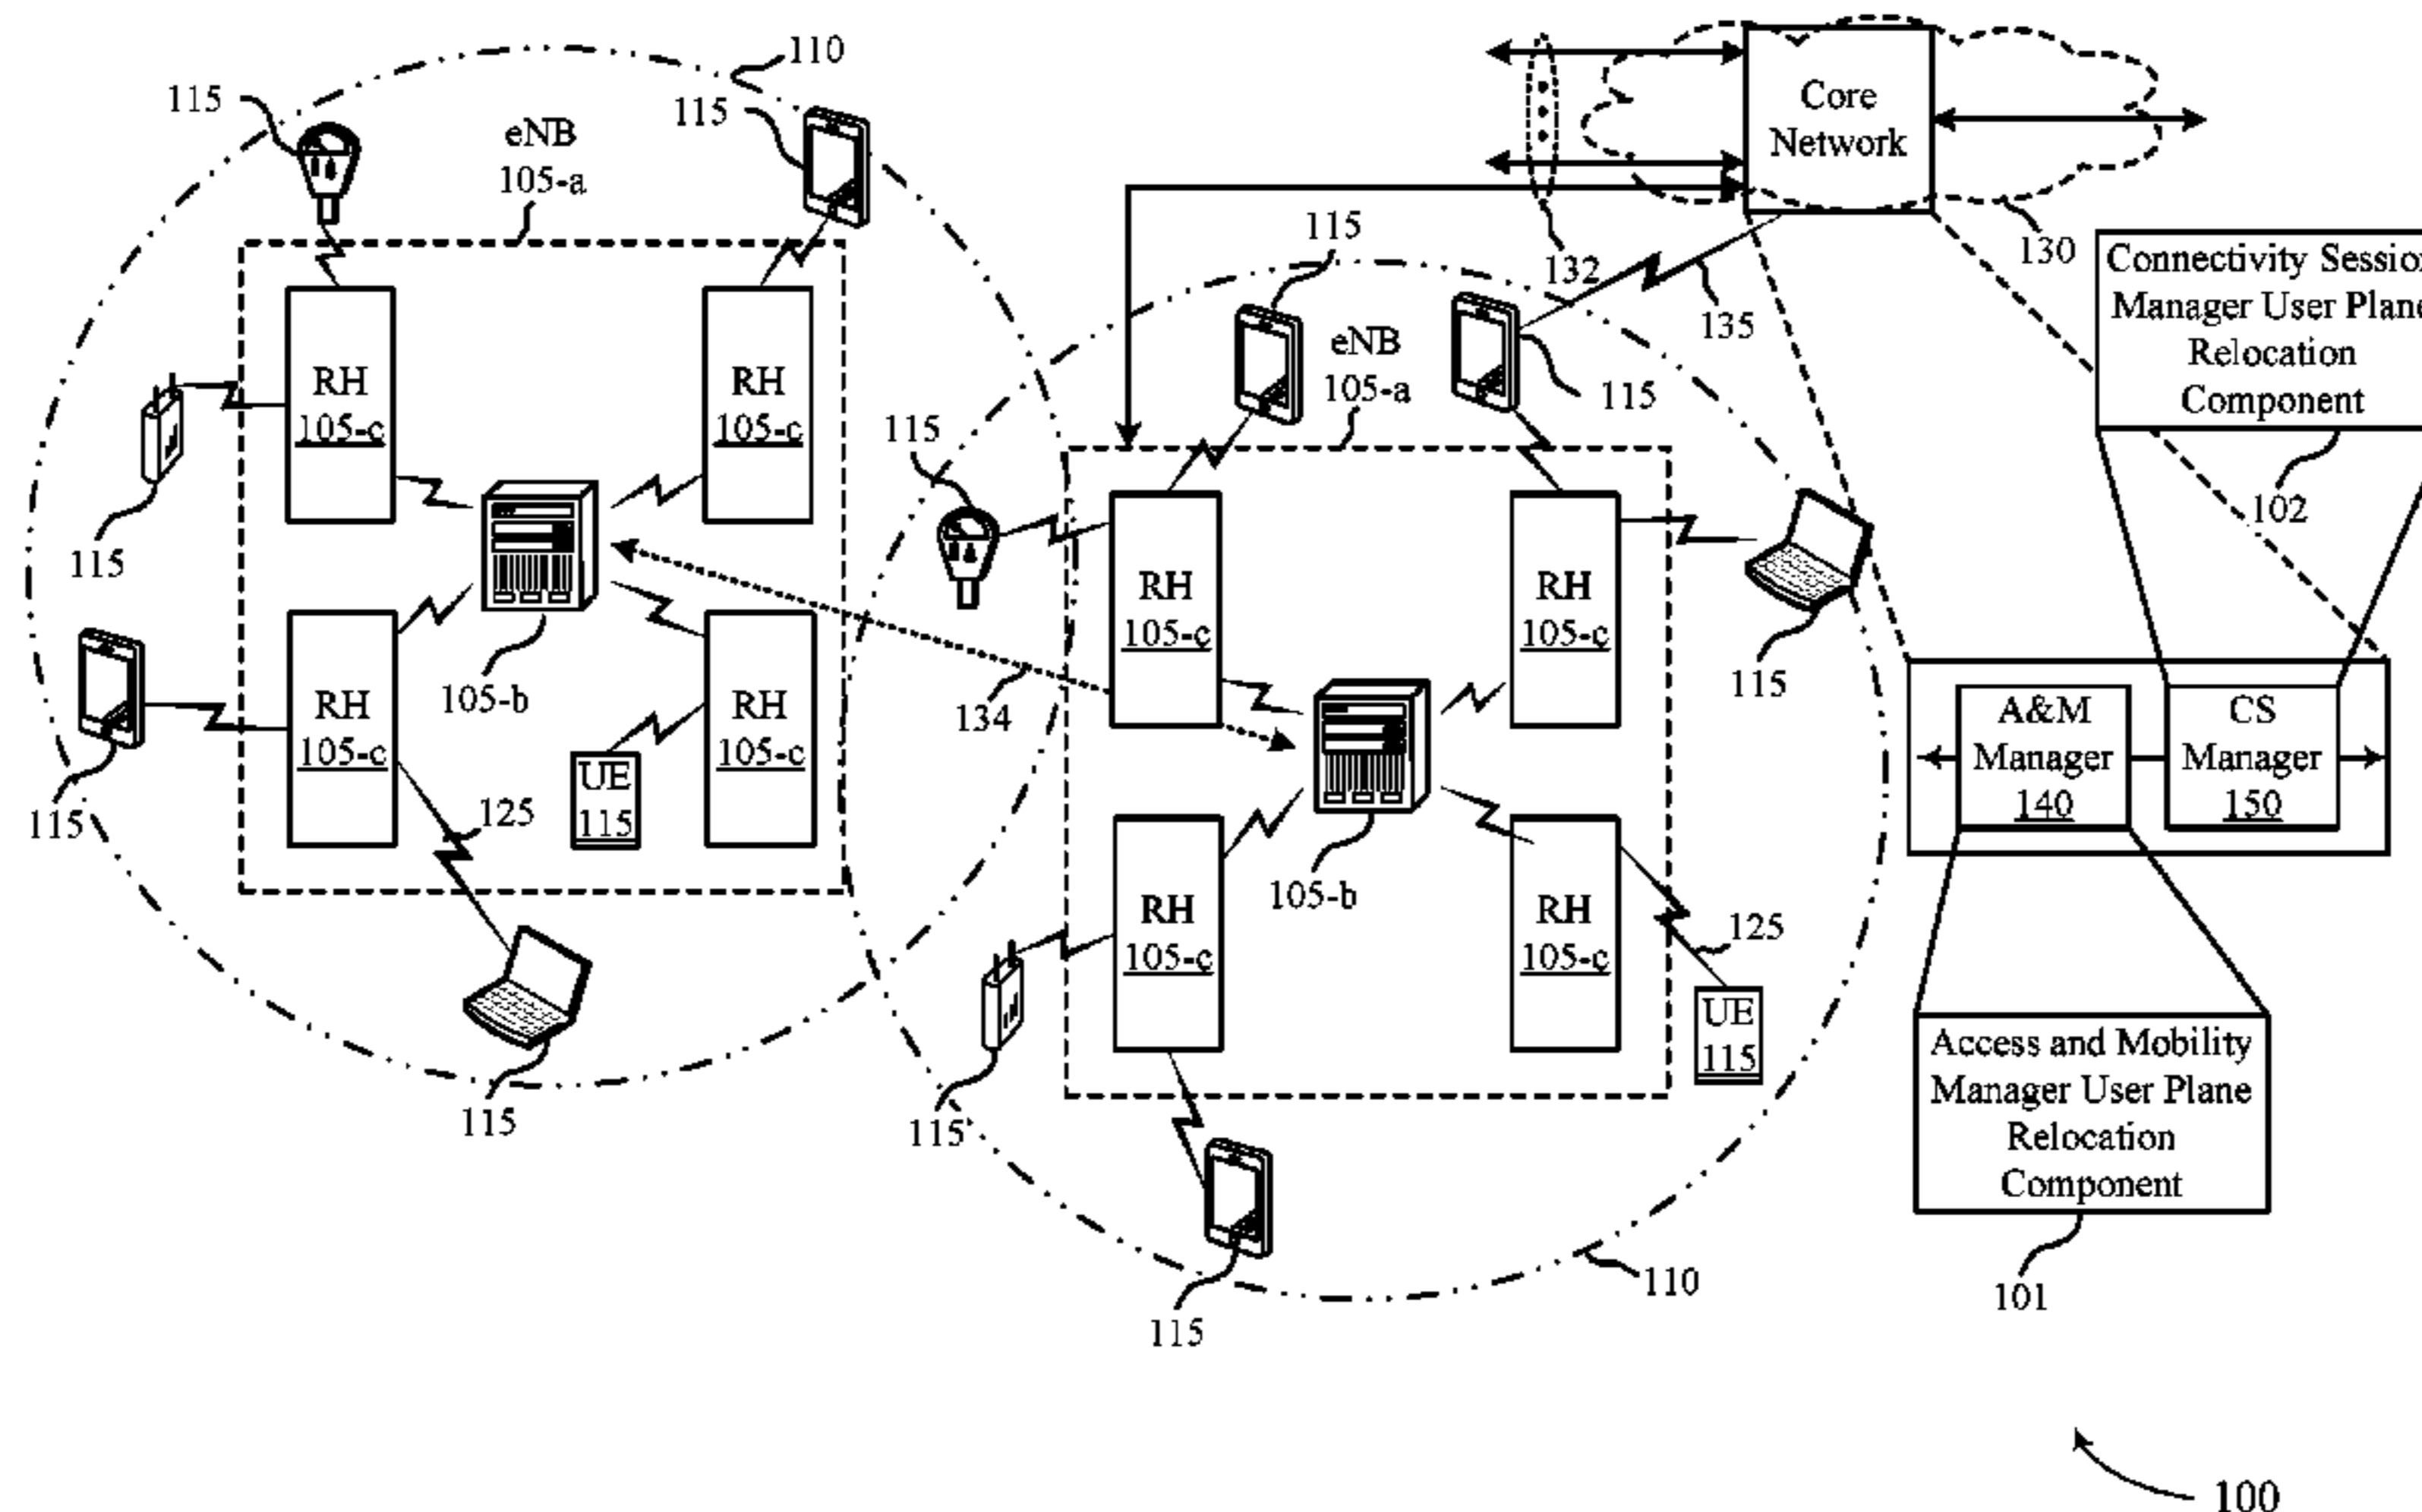 110
115
115
eNB
105-a
Core
Network
130
132
135
115
115
eNB
105-a
Connectivity Session
Manager User Plane
Relocation
Component
102
RH
105-c
RH
105-c
115
115
RH
105-c
RH
105-c
115
105-b
134
RH
105-c
RH
105-c
UE
115
115
125
115
A&M
Manager
140
CS
Manager
150
105-b
RH
105-c
RH
105-c
125
UE
115
115
115
110
Access and Mobility
Manager User Plane
Relocation
Component
101
100